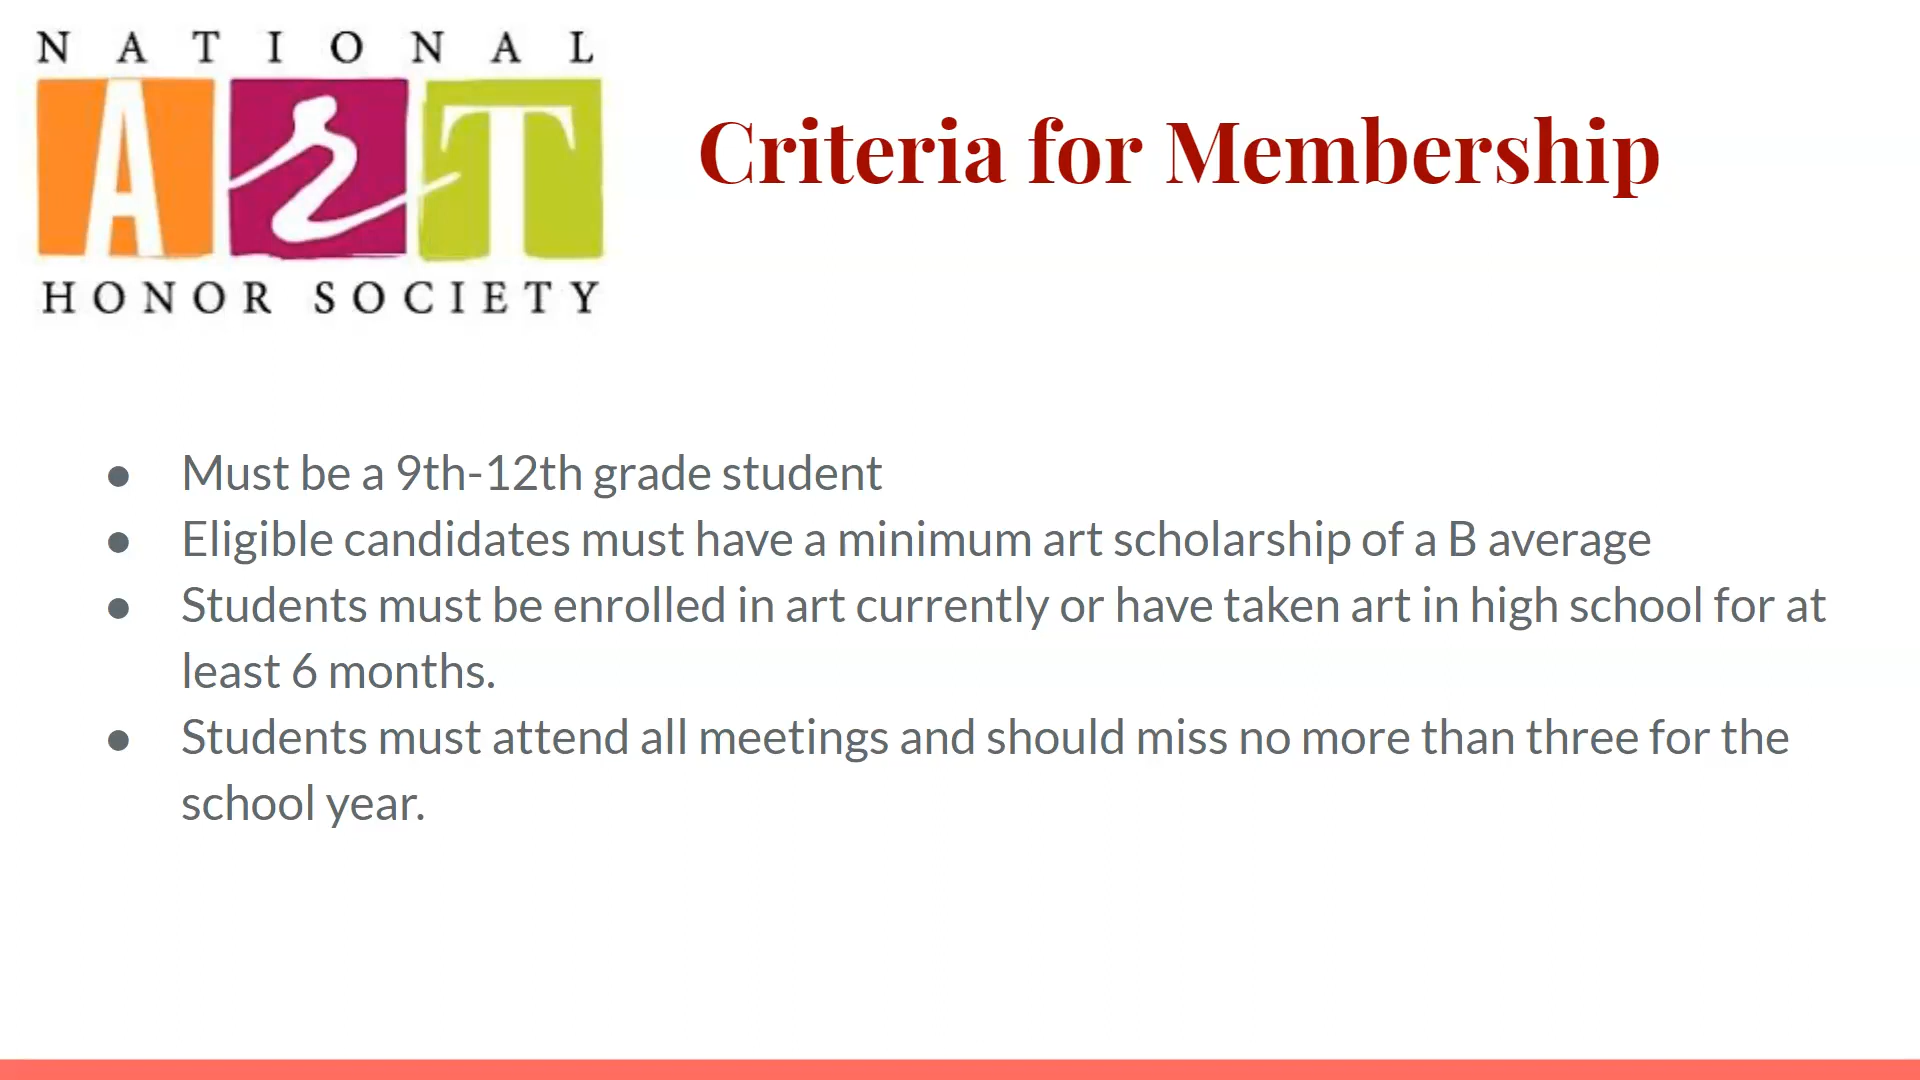 NATIONAL
ArT
HONOR SOCIETY
Criteria for Membership
● Must be a 9th-12th grade student
● Eligible candidates must have a minimum art scholarship of a B average
● Students must be enrolled in art currently or have taken art in high school for at
least 6 months.
● Students must attend all meetings and should miss no more than three for the
school year.